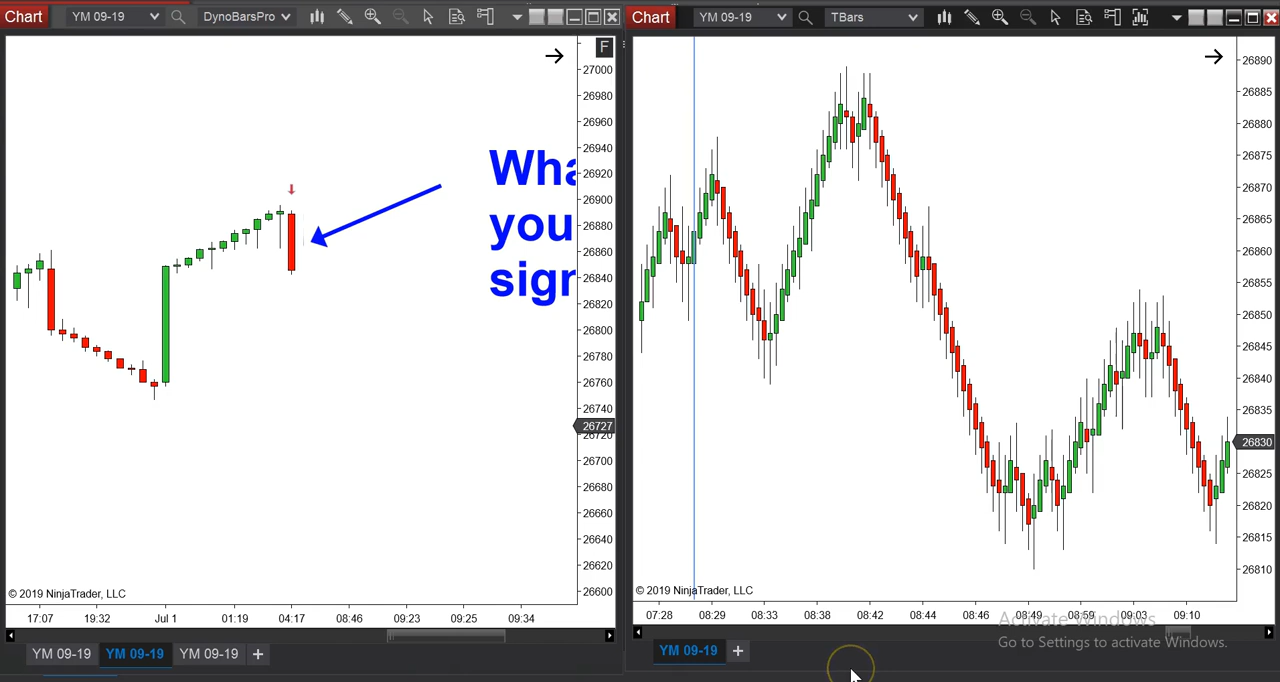 Chart YM 09-19 DynoBarsPro
F
27000
26980
26960
26940
26920
26900
26880
26860
26840
26820
26800
26780
26760
26740
26727
26720
26700
26680
26660
26640
26620
26600
Wha
you
sign
© 2019 NinjaTrader, LLC
17:07 19:32 Jul 1 01:19 04:17 08:46 09:23 09:25 09:34
YM 09-19 YM 09-19 YM 09-19 +
Chart YM 09-19 TBars
26890
26885
26880
26875
26870
26865
26860
26855
26850
26845
26840
26835
26830
26825
26820
26815
26810
© 2019 NinjaTrader, LLC
07:28 08:29 08:33 08:38 08:42 08:44 08:46 08:49 08:59 09:03 09:10
YM 09-19 +
Activate Windows
Go to Settings to activate Windows.